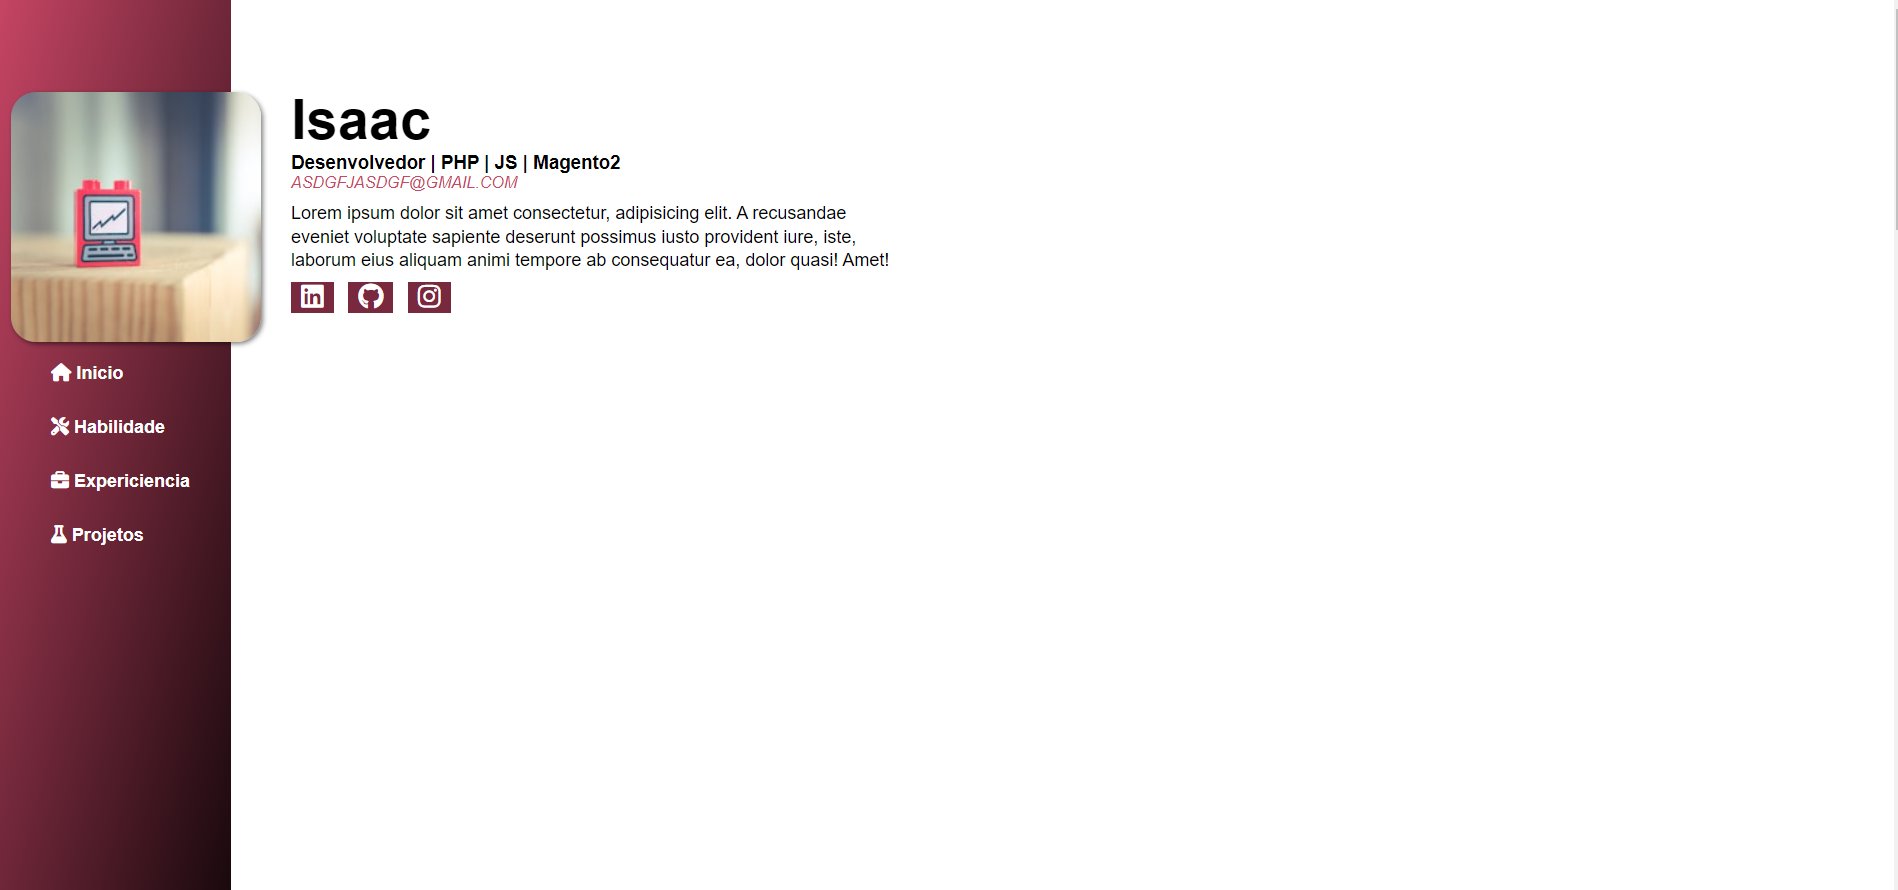 Isaac
Desenvolvedor | PHP | JS | Magento2
ASDGFJASDGF@GMAIL.COM
Lorem ipsum dolor sit amet consectetur, adipisicing elit. A recusandae
eveniet voluptate sapiente deserunt possimus iusto provident iure, iste,
laborum eius aliquam animi tempore ab consequatur ea, dolor quasi! Amet!
in
Inicio
Habilidade
Expericiencia
Projetos